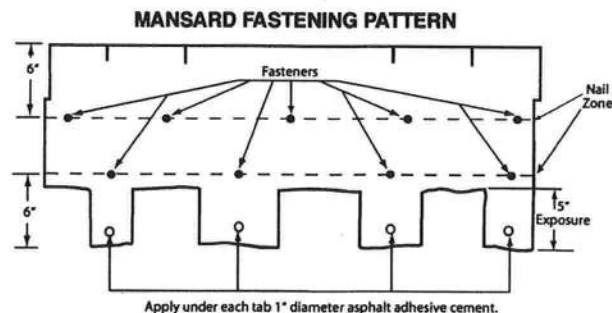 MANSARD FASTENING PATTERN
6"
Fasteners
Nail
Zone
6"
5"
Exposure
Apply under each tab 1" diameter asphalt adhesive cement.